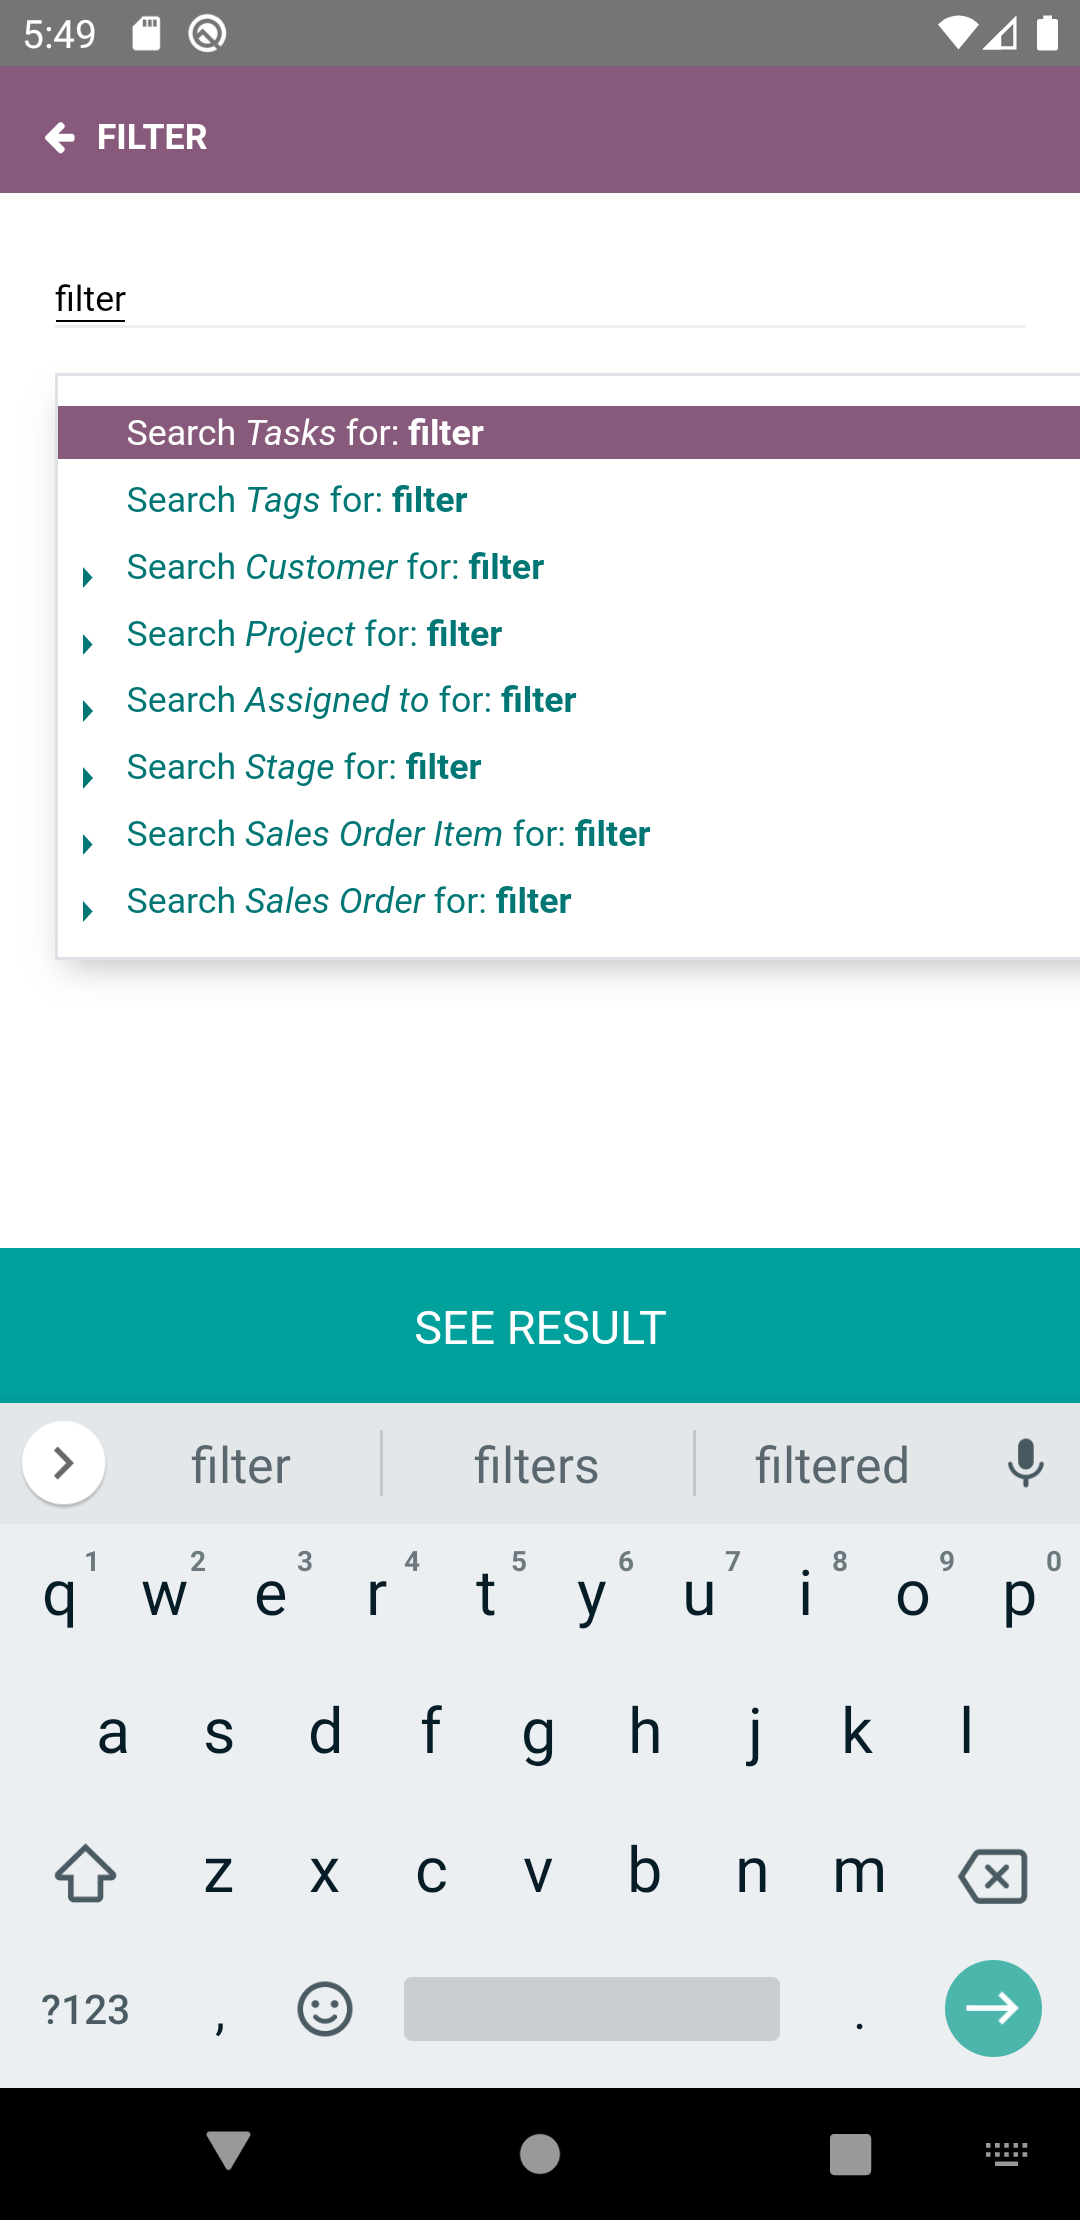 5:49
FILTER
filter
Search Tasks for: filter
Search Tags for: filter
Search Customer for: filter
Search Project for: filter
Search Assigned to for: filter
Search Stage for: filter
Search Sales Order Item for: filter
Search Sales Order for: filter
SEE RESULT
filter filters filtered
1 2 3 4 5 6 7 8 9 0
q w e r t y u i o p
a s d f g h j k l
z x c v b n m
?123 , .